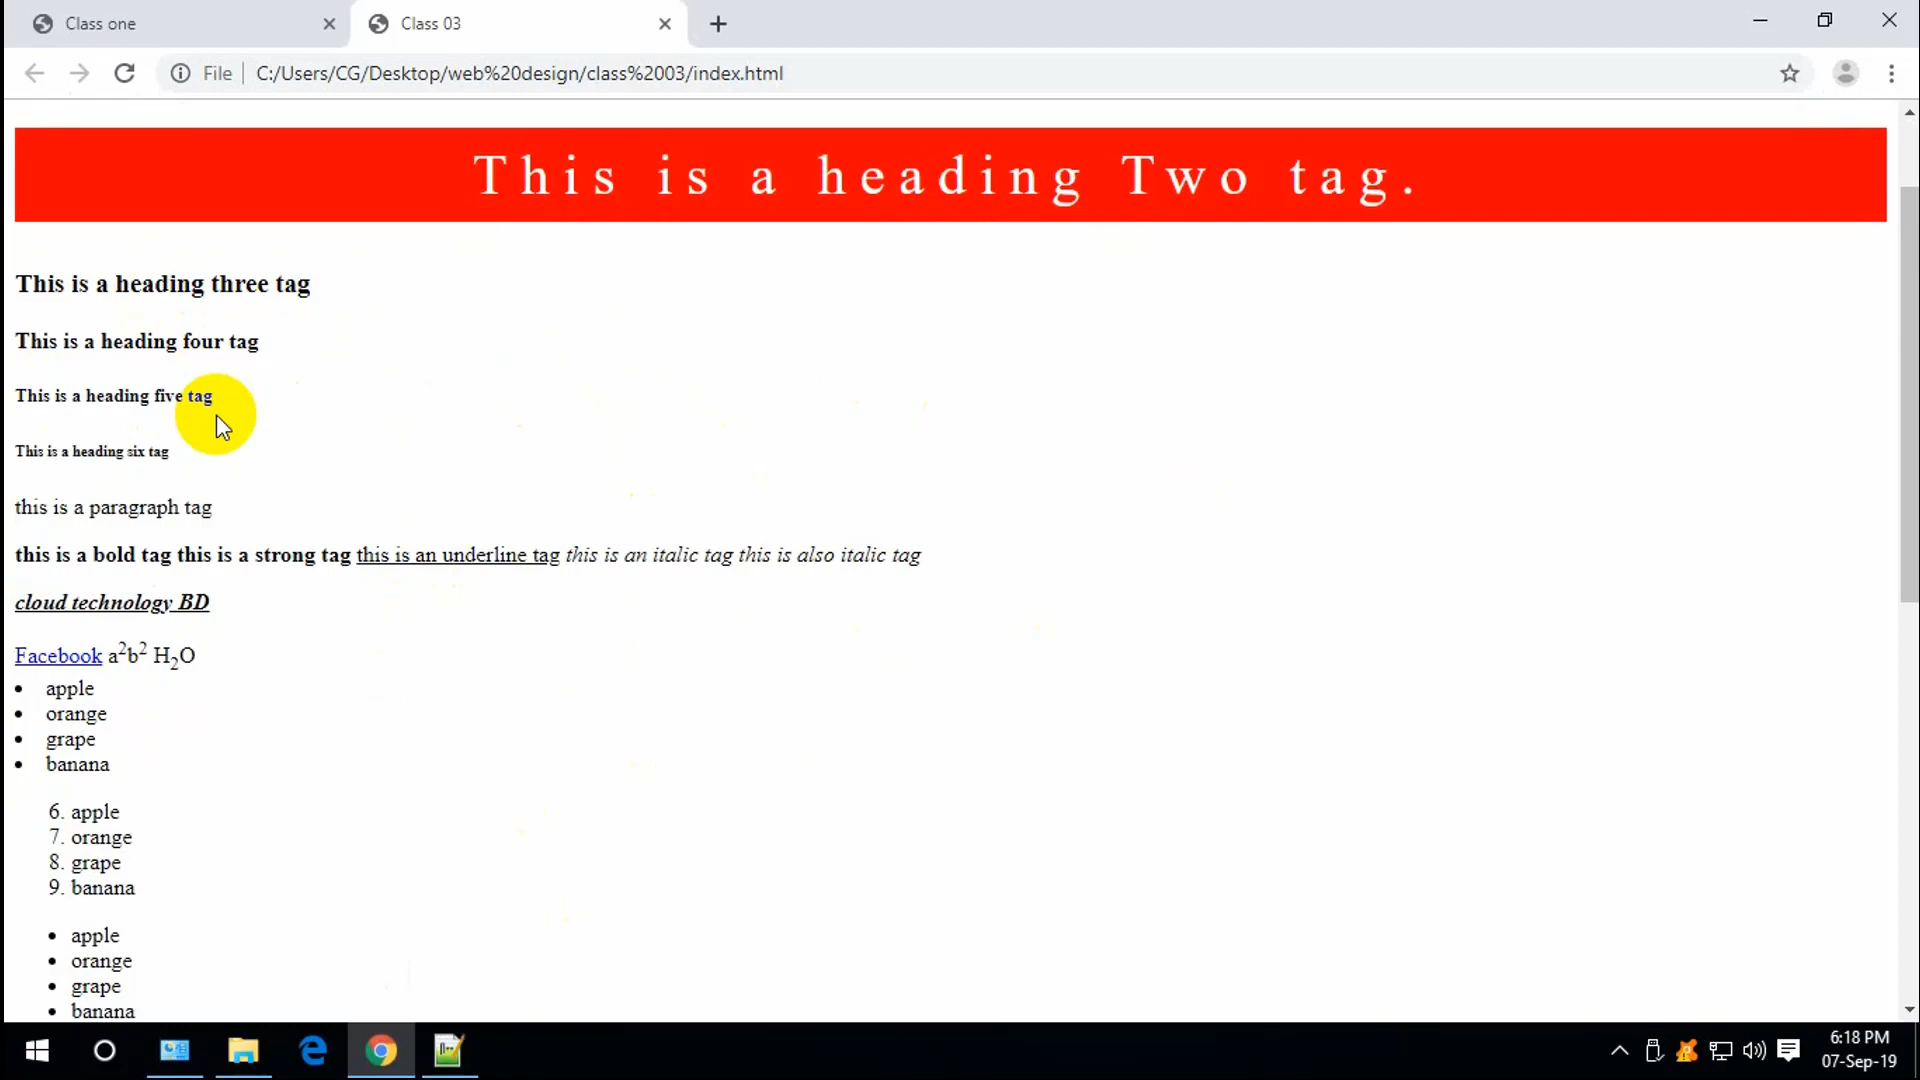 Class one
Class 03
File
C:/Users/CG/Desktop/web%20design/class%2003/index.html
This is a heading Two tag.
This is a heading three tag
This is a heading four tag
This is a heading five tag
This is a heading six tag
this is a paragraph tag
this is a bold tag this is a strong tag this is an underline tag this is an italic tag this is also italic tag
cloud technology BD
Facebook a²b² H₂O
• apple
• orange
• grape
• banana
6. apple
7. orange
8. grape
9. banana
• apple
• orange
• grape
• banana
6:18 PM
07-Sep-19